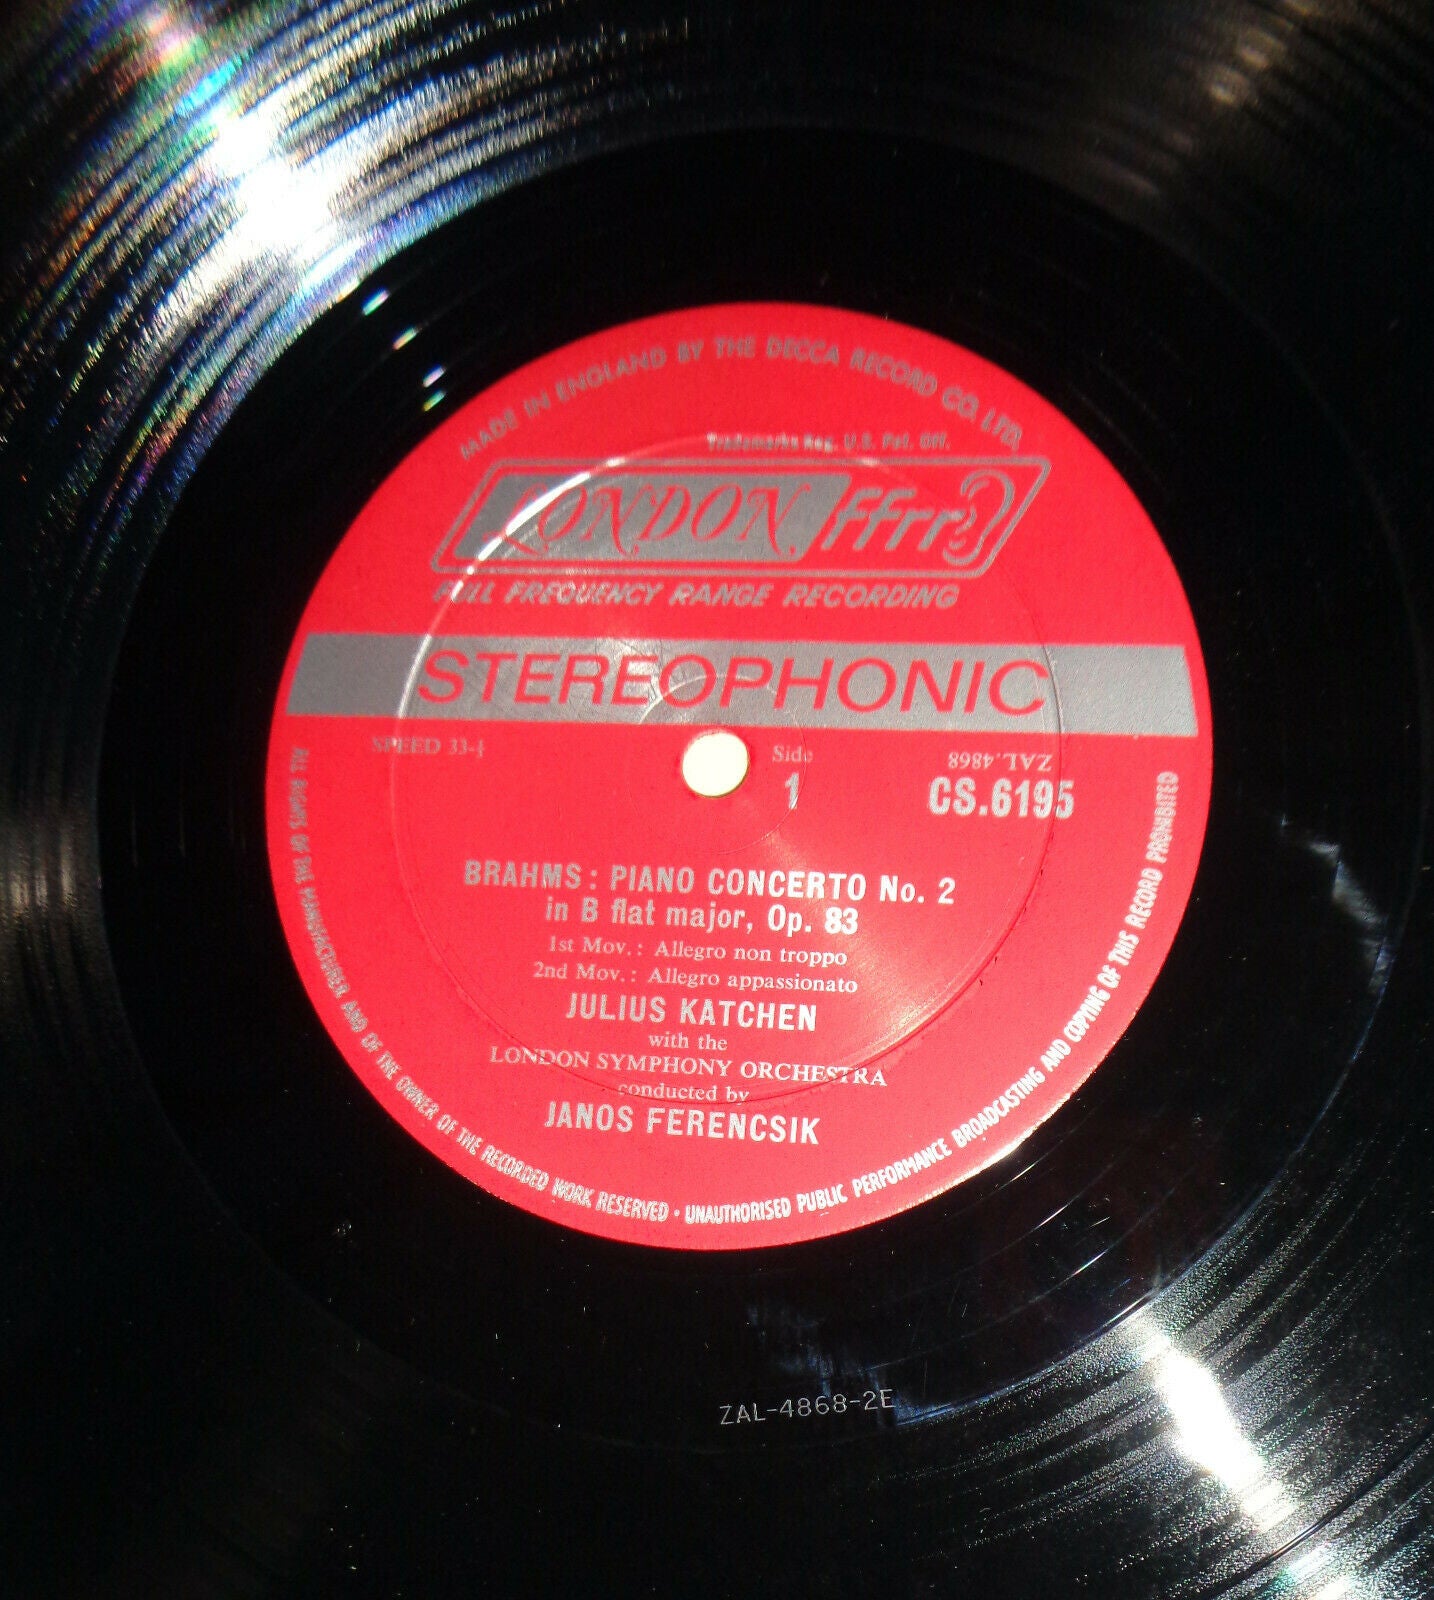 MADE IN ENGLAND BY THE DECCA RECORD CO. LTD.
Trademarks Reg. U.S. Pat. Off.
LONDON ffrr
FULL FREQUENCY RANGE RECORDING
STEREOPHONIC
SPEED 33-⅓
Side
1
ZAL.4868
CS.6195
BRAHMS: PIANO CONCERTO No. 2
in B flat major, Op. 83
1st Mov.: Allegro non troppo
2nd Mov.: Allegro appassionato
JULIUS KATCHEN
with the
LONDON SYMPHONY ORCHESTRA
conducted by
JANOS FERENCSIK
ALL RIGHTS OF THE MANUFACTURER AND OF THE OWNER OF THE RECORDED WORK RESERVED • UNAUTHORISED PUBLIC PERFORMANCE BROADCASTING AND COPYING OF THIS RECORD PROHIBITED
ZAL-4868-2E